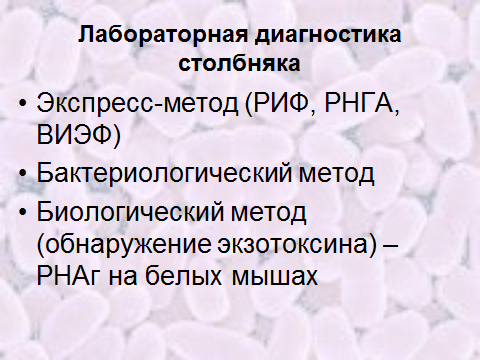 Лабораторная диагностика
столбняка
• Экспресс-метод (РИФ, РНГА,
ВИЭФ)
• Бактериологический метод
• Биологический метод
(обнаружение экзотоксина) –
РНАг на белых мышах